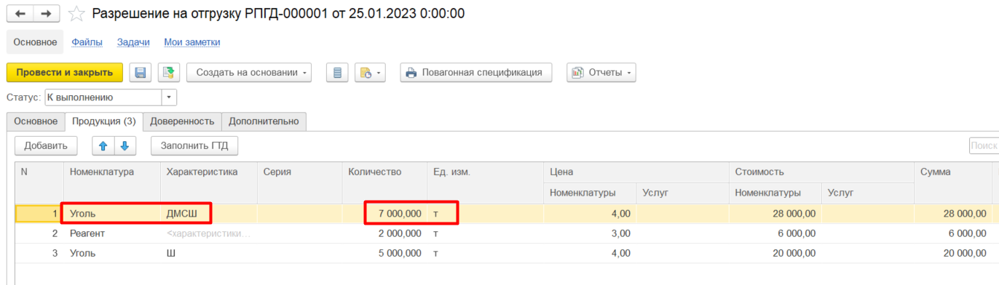 Разрешение на отгрузку РПГД-000001 от 25.01.2023 0:00:00
Основное Файлы Задачи Мои заметки
Провести и закрыть Создать на основании Повагонная спецификация Отчеты
Статус: К выполнению
Основное Продукция (3) Доверенность Дополнительно
Добавить Заполнить ГТД Поиск
N Номенклатура Характеристика Серия Количество Ед. изм. Цена Стоимость Сумма
Номенклатуры Услуг Номенклатуры Услуг
1 Уголь ДМСШ 7 000,000 т 4,00 28 000,00 28 000,00
2 Реагент <характеристики... 2 000,000 т 3,00 6 000,00 6 000,00
3 Уголь Ш 5 000,000 т 4,00 20 000,00 20 000,00